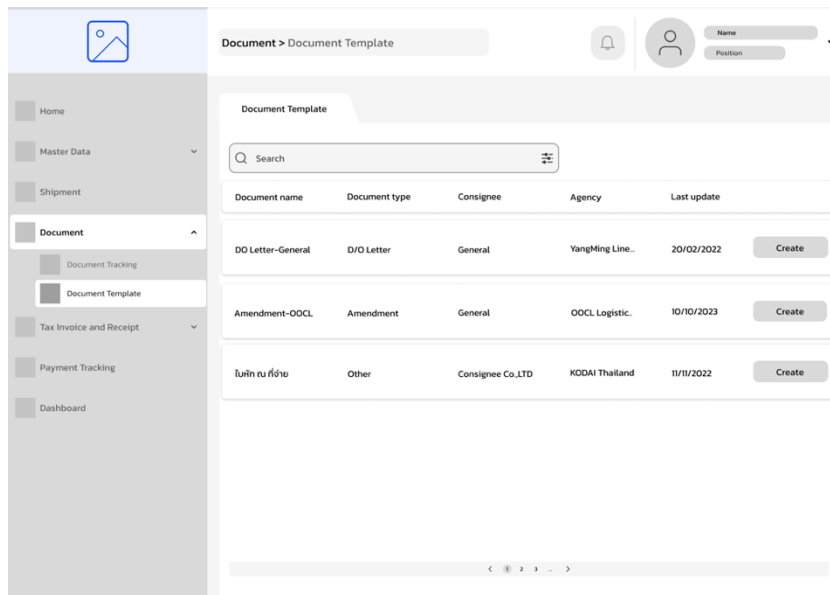 Document > Document Template
Name
Position
Home
Master Data
Shipment
Document
Document Tracking
Document Template
Tax Invoice and Receipt
Payment Tracking
Dashboard
Document Template
Search
Document name Document type Consignee Agency Last update
DO Letter-General D/O Letter General YangMing Line.. 20/02/2022 Create
Amendment-OOCL Amendment General OOCL Logistic.. 10/10/2023 Create
ใบหัก ณ ที่จ่าย Other Consignee Co.,LTD KODAI Thailand 11/11/2022 Create
< 1 2 3 .. >